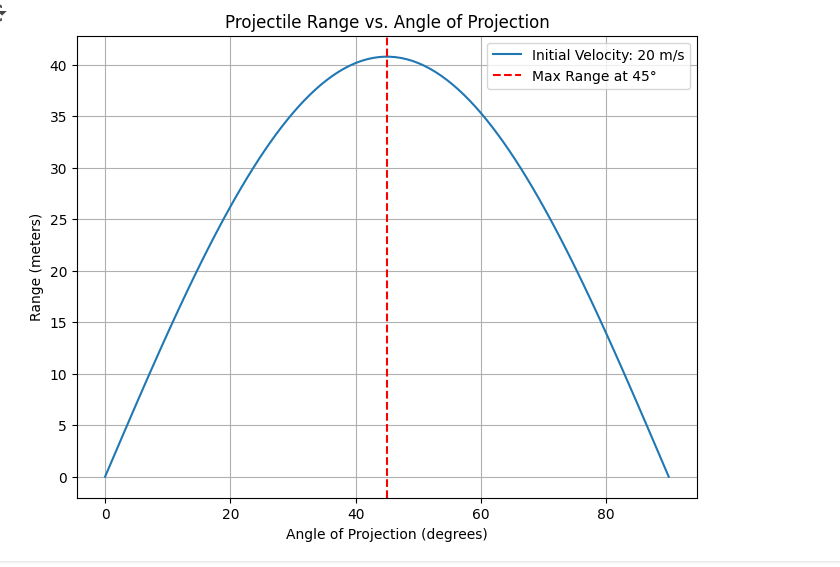 Projectile Range vs. Angle of Projection
Initial Velocity: 20 m/s
Max Range at 45°
40
35
30
25
20
15
10
5
0
Range (meters)
0 20 40 60 80
Angle of Projection (degrees)